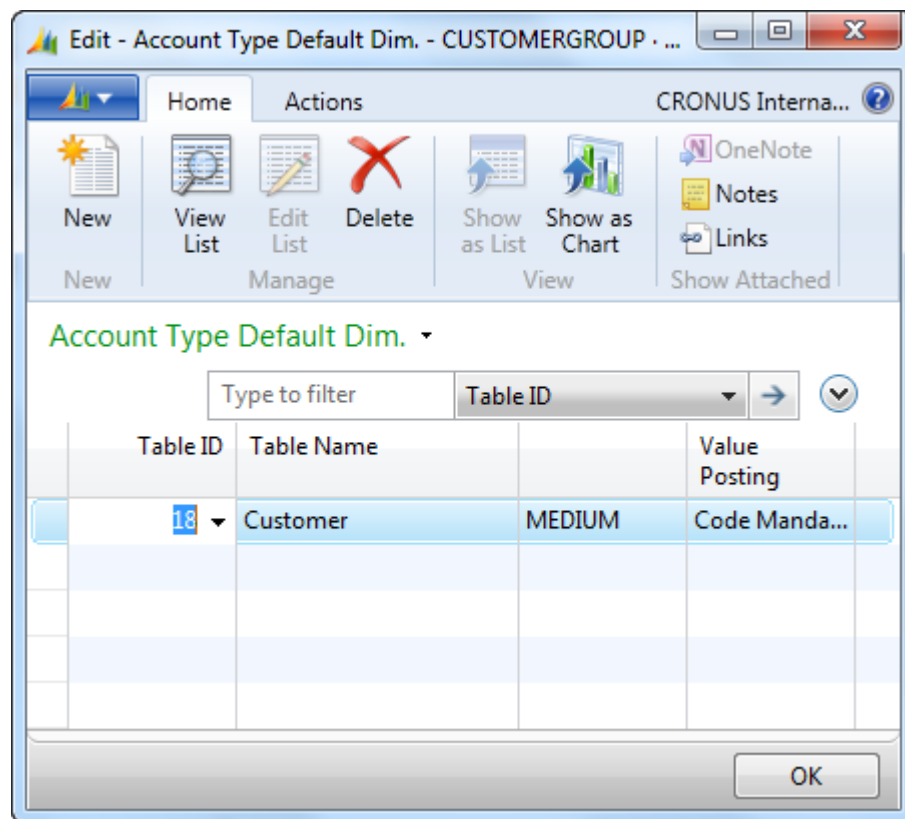 Edit - Account Type Default Dim. - CUSTOMERGROUP · ...
Home Actions CRONUS Interna...
New
View List
Edit List
Delete
Show as List
Show as Chart
OneNote
Notes
Links
New Manage View Show Attached
Account Type Default Dim.
Type to filter Table ID
Table ID Table Name Value Posting
18 Customer MEDIUM Code Manda...
OK